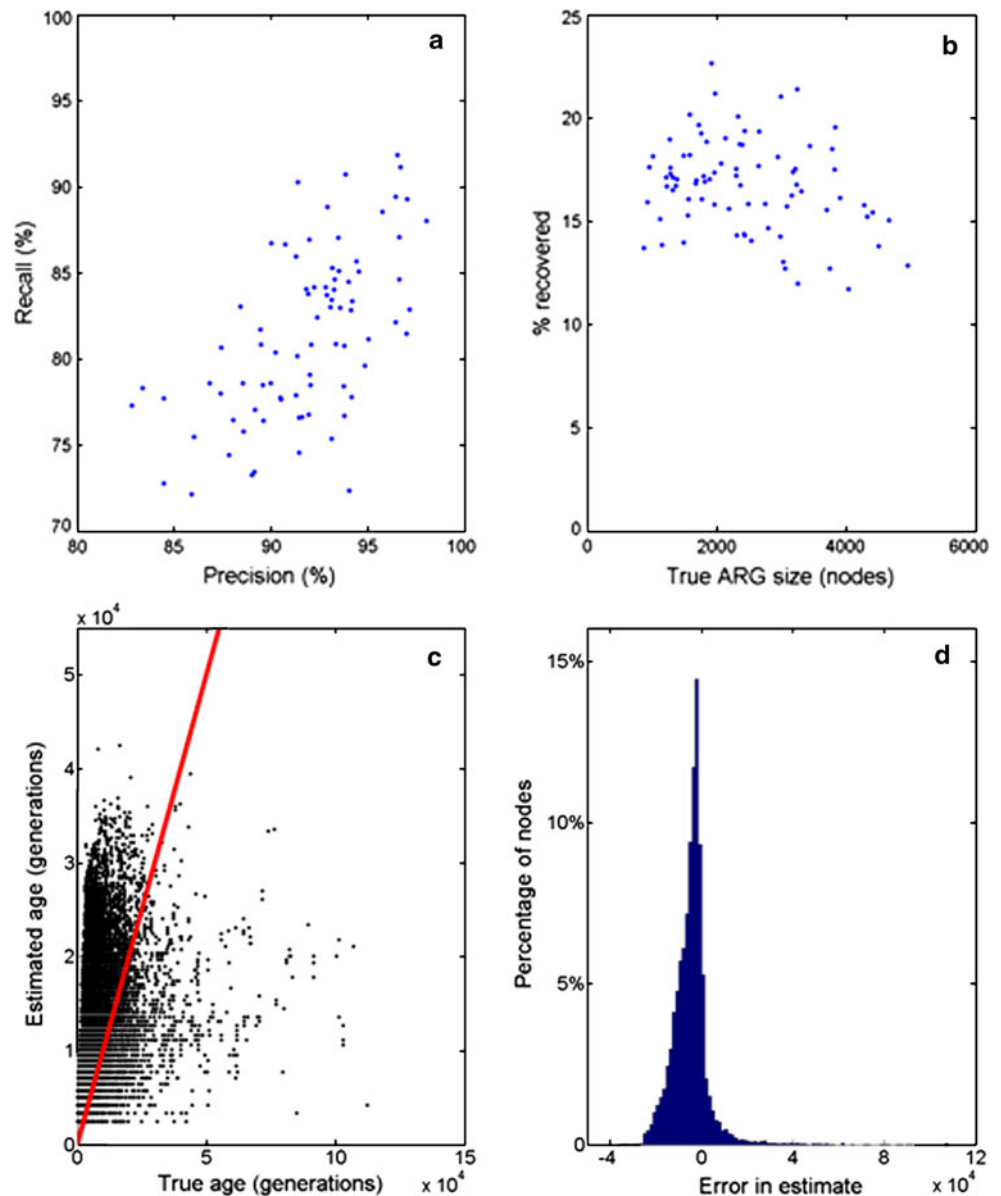 a
100
95
90
85
80
75
70
Recall (%)
80
85
90
95
100
Precision (%)
b
25
20
15
10
5
0
% recovered
0
2000
4000
6000
True ARG size (nodes)
c
x 10^4
5
4
3
2
1
0
Estimated age (generations)
0
5
10
15
True age (generations)
x 10^4
d
15%
10%
5%
0
Percentage of nodes
-4
0
4
8
12
Error in estimate
x 10^4